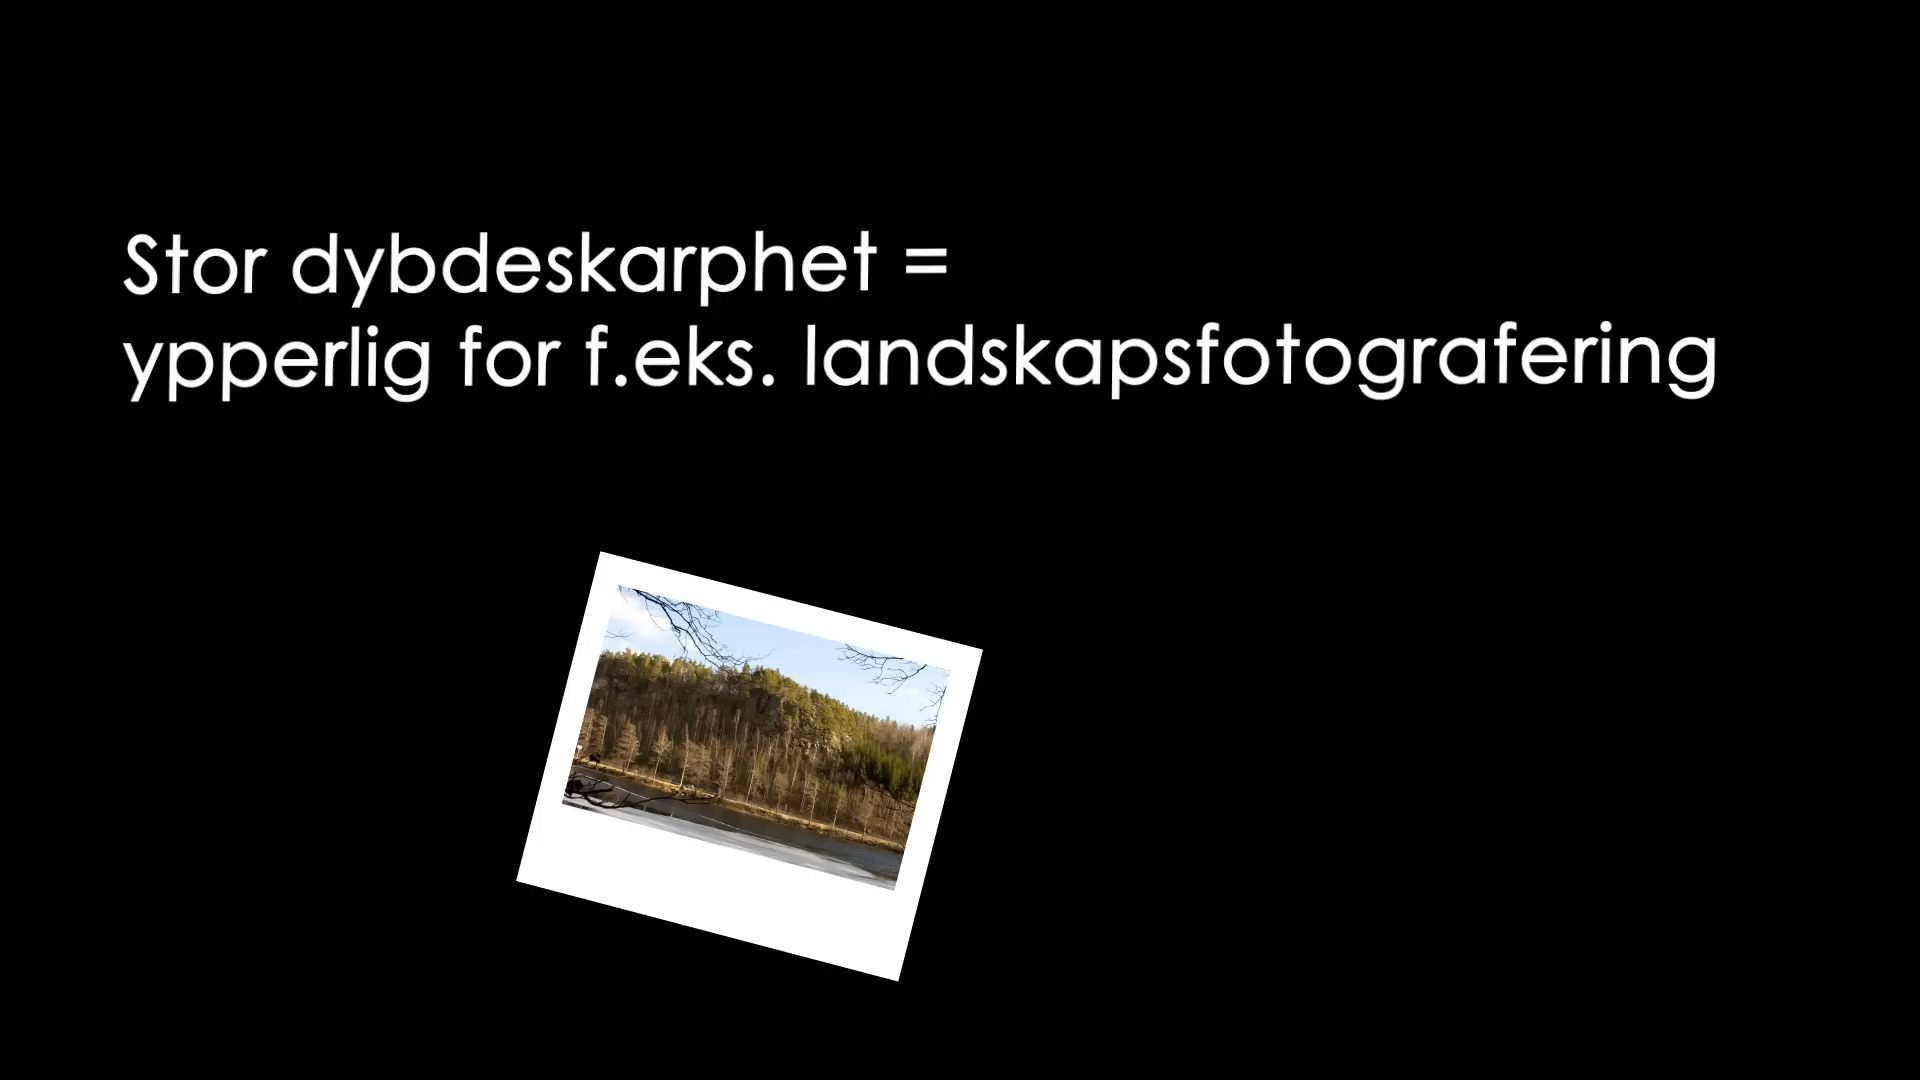 Stor dybdeskarphet =
ypperlig for f.eks. landskapsfotografering